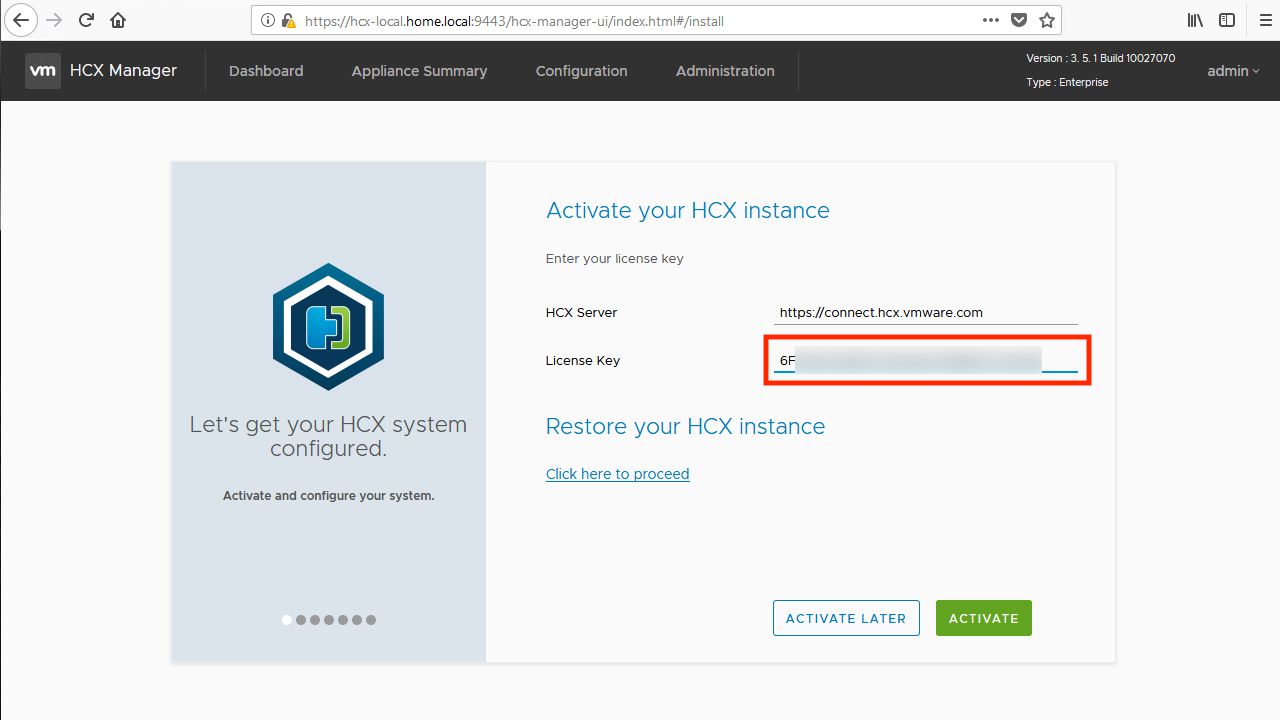 https://hcx-local.home.local:9443/hcx-manager-ui/index.html#/install
vm HCX Manager Dashboard Appliance Summary Configuration Administration
Version : 3. 5. 1 Build 10027070
Type : Enterprise
admin
Activate your HCX instance
Enter your license key
HCX Server https://connect.hcx.vmware.com
License Key 6F
Restore your HCX instance
Click here to proceed
Let's get your HCX system
configured.
Activate and configure your system.
ACTIVATE LATER ACTIVATE